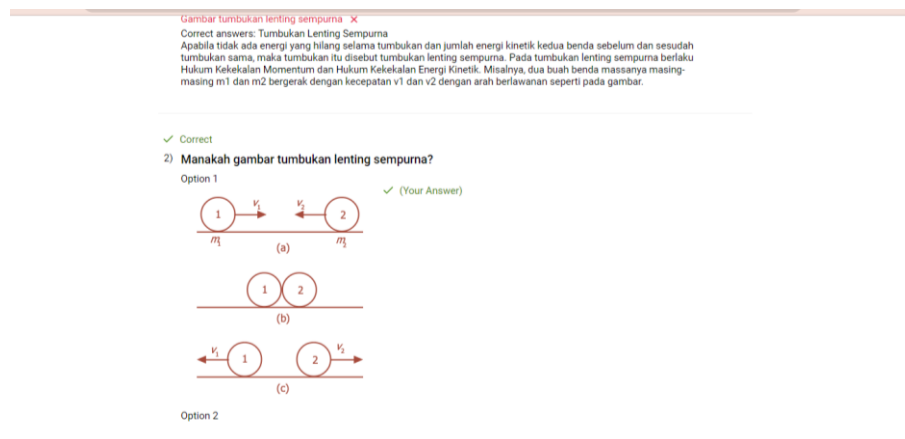 Gambar tumbukan lenting sempurna ×
Correct answers: Tumbukan Lenting Sempurna
Apabila tidak ada energi yang hilang selama tumbukan dan jumlah energi kinetik kedua benda sebelum dan sesudah
tumbukan sama, maka tumbukan itu disebut tumbukan lenting sempurna. Pada tumbukan lenting sempurna berlaku
Hukum Kekekalan Momentum dan Hukum Kekekalan Energi Kinetik. Misalnya, dua buah benda massanya masing-
masing m1 dan m2 bergerak dengan kecepatan v1 dan v2 dengan arah berlawanan seperti pada gambar.
✓ Correct
2) Manakah gambar tumbukan lenting sempurna?
Option 1
✓ (Your Answer)
1 V₁ V₂ 2
m₁ (a) m₂
1 2
(b)
V₁ 1 2 V₂
(c)
Option 2